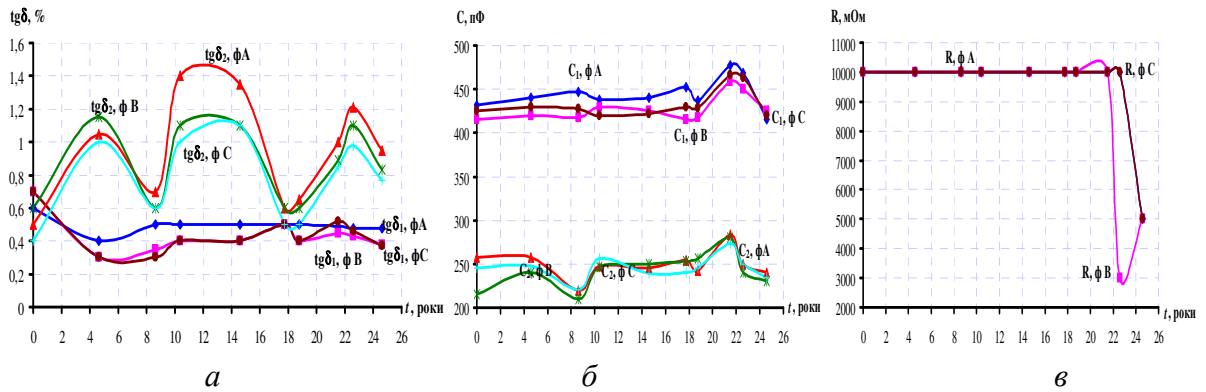 tgδ, %
1,6
1,4
1,2
1
0,8
0,6
0,4
0,2
0
tgδ₂, ф A
tgδ₂, ф B
tgδ₂, ф C
tgδ₁, ф A
tgδ₁, ф B
tgδ₁, ф C
t, роки
0 2 4 6 8 10 12 14 16 18 20 22 24 26
а
C, пФ
500
450
400
350
300
250
200
C₁, ф A
C₁, ф B
C₁, ф C
C₂, ф B
C₂, ф C
C₂, ф A
t, роки
0 2 4 6 8 10 12 14 16 18 20 22 24 26
б
R, мОм
11000
10000
9000
8000
7000
6000
5000
4000
3000
2000
R, ф A
R, ф C
R, ф B
t, роки
0 2 4 6 8 10 12 14 16 18 20 22 24 26
в